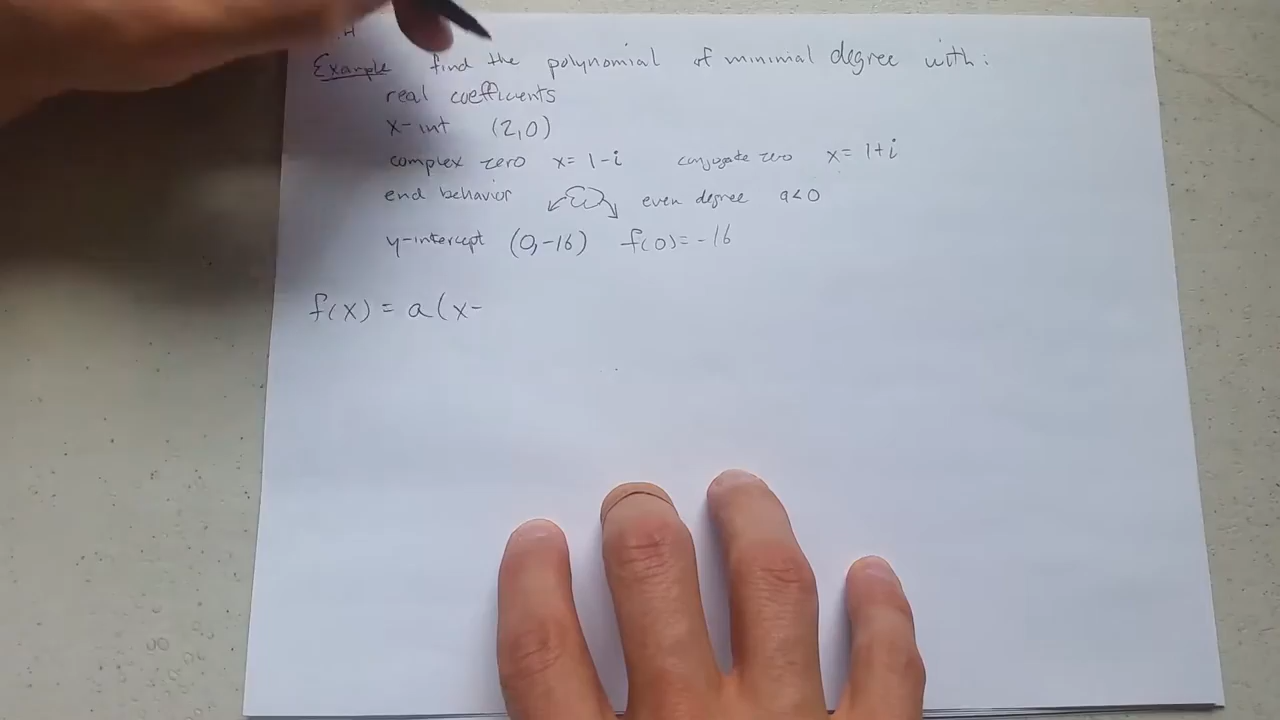 Example find the polynomial of minimal degree with:
real coefficients
x-int (2,0)
complex zero x= 1-i conjugate zero x= 1+i
end behavior even degree a<0
y-intercept (0,-16) f(0)= -16
f(x) = a(x-